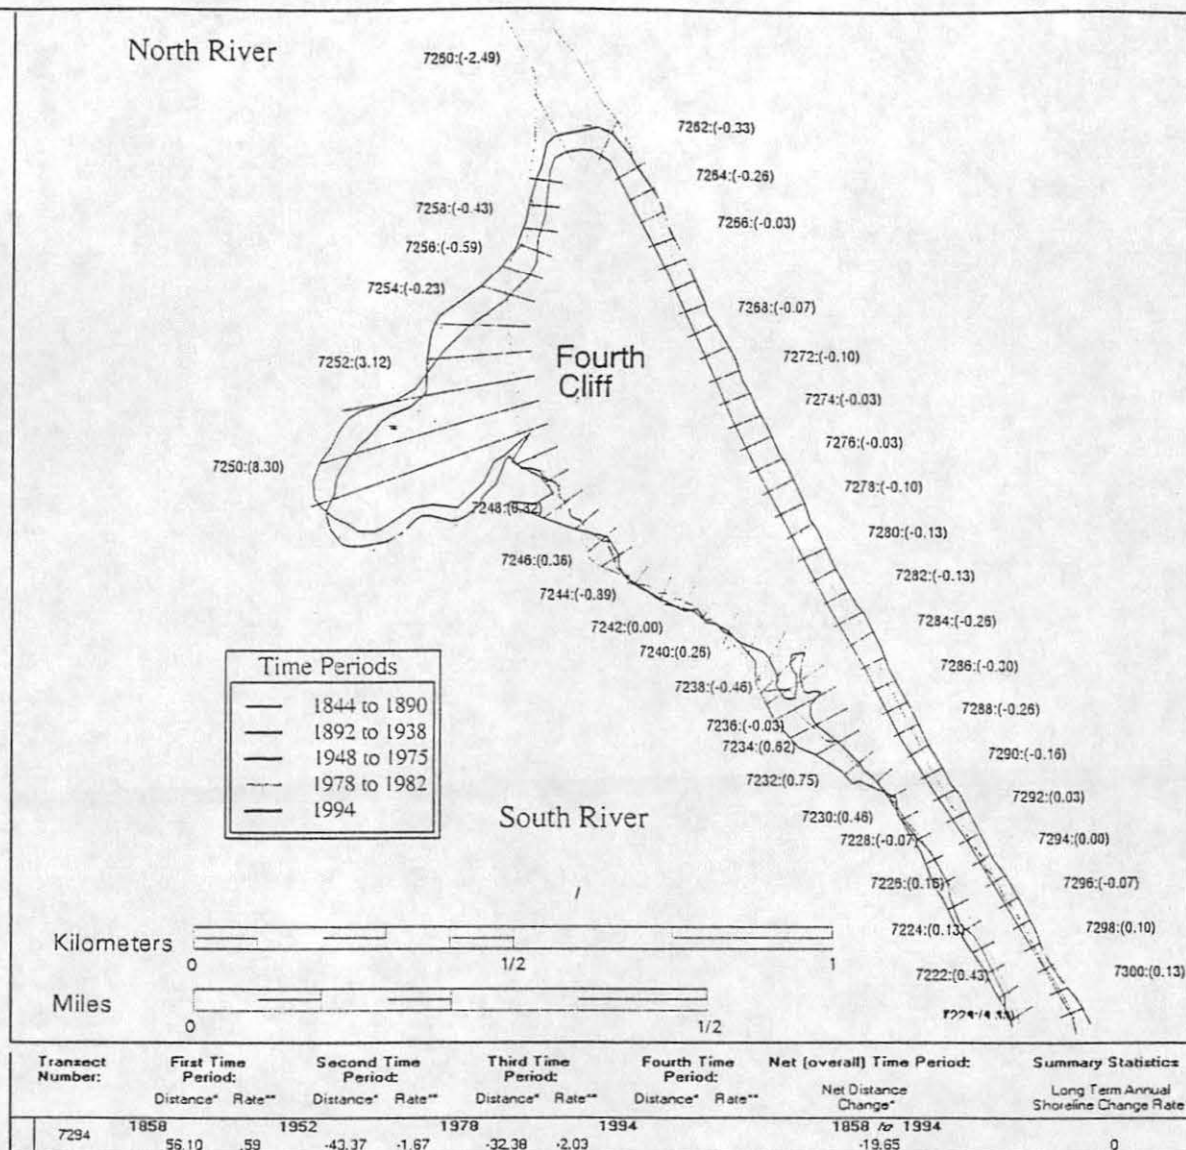 North River
7260:(-2.49)
7262:(-0.33)
7264:(-0.26)
7258:(-0.43)
7266:(-0.03)
7256:(-0.59)
7254:(-0.23)
7268:(-0.07)
Fourth
Cliff
7252:(3.12)
7272:(-0.10)
7274:(-0.03)
7276:(-0.03)
7250:(8.30)
7278:(-0.10)
7248:(0.32)
7280:(-0.13)
7246:(0.36)
7282:(-0.13)
7244:(-0.39)
7284:(-0.26)
7242:(0.00)
7240:(0.26)
7286:(-0.30)
7238:(-0.46)
7288:(-0.26)
7236:(-0.03)
7234:(0.62)
7290:(-0.16)
7232:(0.75)
7292:(0.03)
7230:(0.46)
7228:(-0.07)
7294:(0.00)
7296:(-0.07)
7224:(0.13)
7298:(0.10)
7222:(0.43)
7300:(0.13)
Time Periods
1844 to 1890
1892 to 1938
1948 to 1975
1978 to 1982
1994
South River
Kilometers
0 1/2 1
Miles
0 1/2
Transect Number: First Time Period: Second Time Period: Third Time Period: Fourth Time Period: Net (overall) Time Period: Summary Statistics
Distance* Rate** Distance* Rate** Distance* Rate** Distance* Rate** Net Distance Change* Long Term Annual Shoreline Change Rate
1858 1952 1978 1994 1858 to 1994
7294 56.10 .59 -43.37 -1.67 -32.38 -2.03 -19.65 0